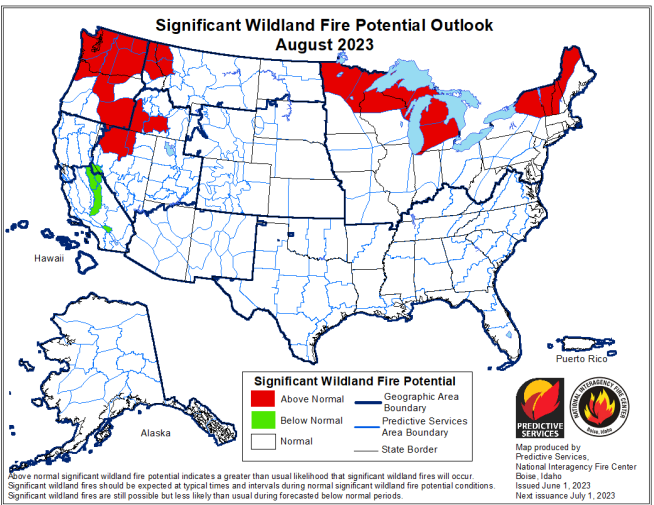 Significant Wildland Fire Potential Outlook
August 2023
Hawaii
Puerto Rico
Alaska
Significant Wildland Fire Potential
Above Normal
Below Normal
Normal
Geographic Area
Boundary
Predictive Services
Area Boundary
State Border
PREDICTIVE
SERVICES
NATIONAL INTERAGENCY FIRE CENTER
Boise, Idaho
Map produced by
Predictive Services,
National Interagency Fire Center
Boise, Idaho
Issued June 1, 2023
Next issuance July 1, 2023
Above normal significant wildland fire potential indicates a greater than usual likelihood that significant wildland fires will occur.
Significant wildland fires should be expected at typical times and intervals during normal significant wildland fire potential conditions.
Significant wildland fires are still possible but less likely than usual during forecasted below normal periods.